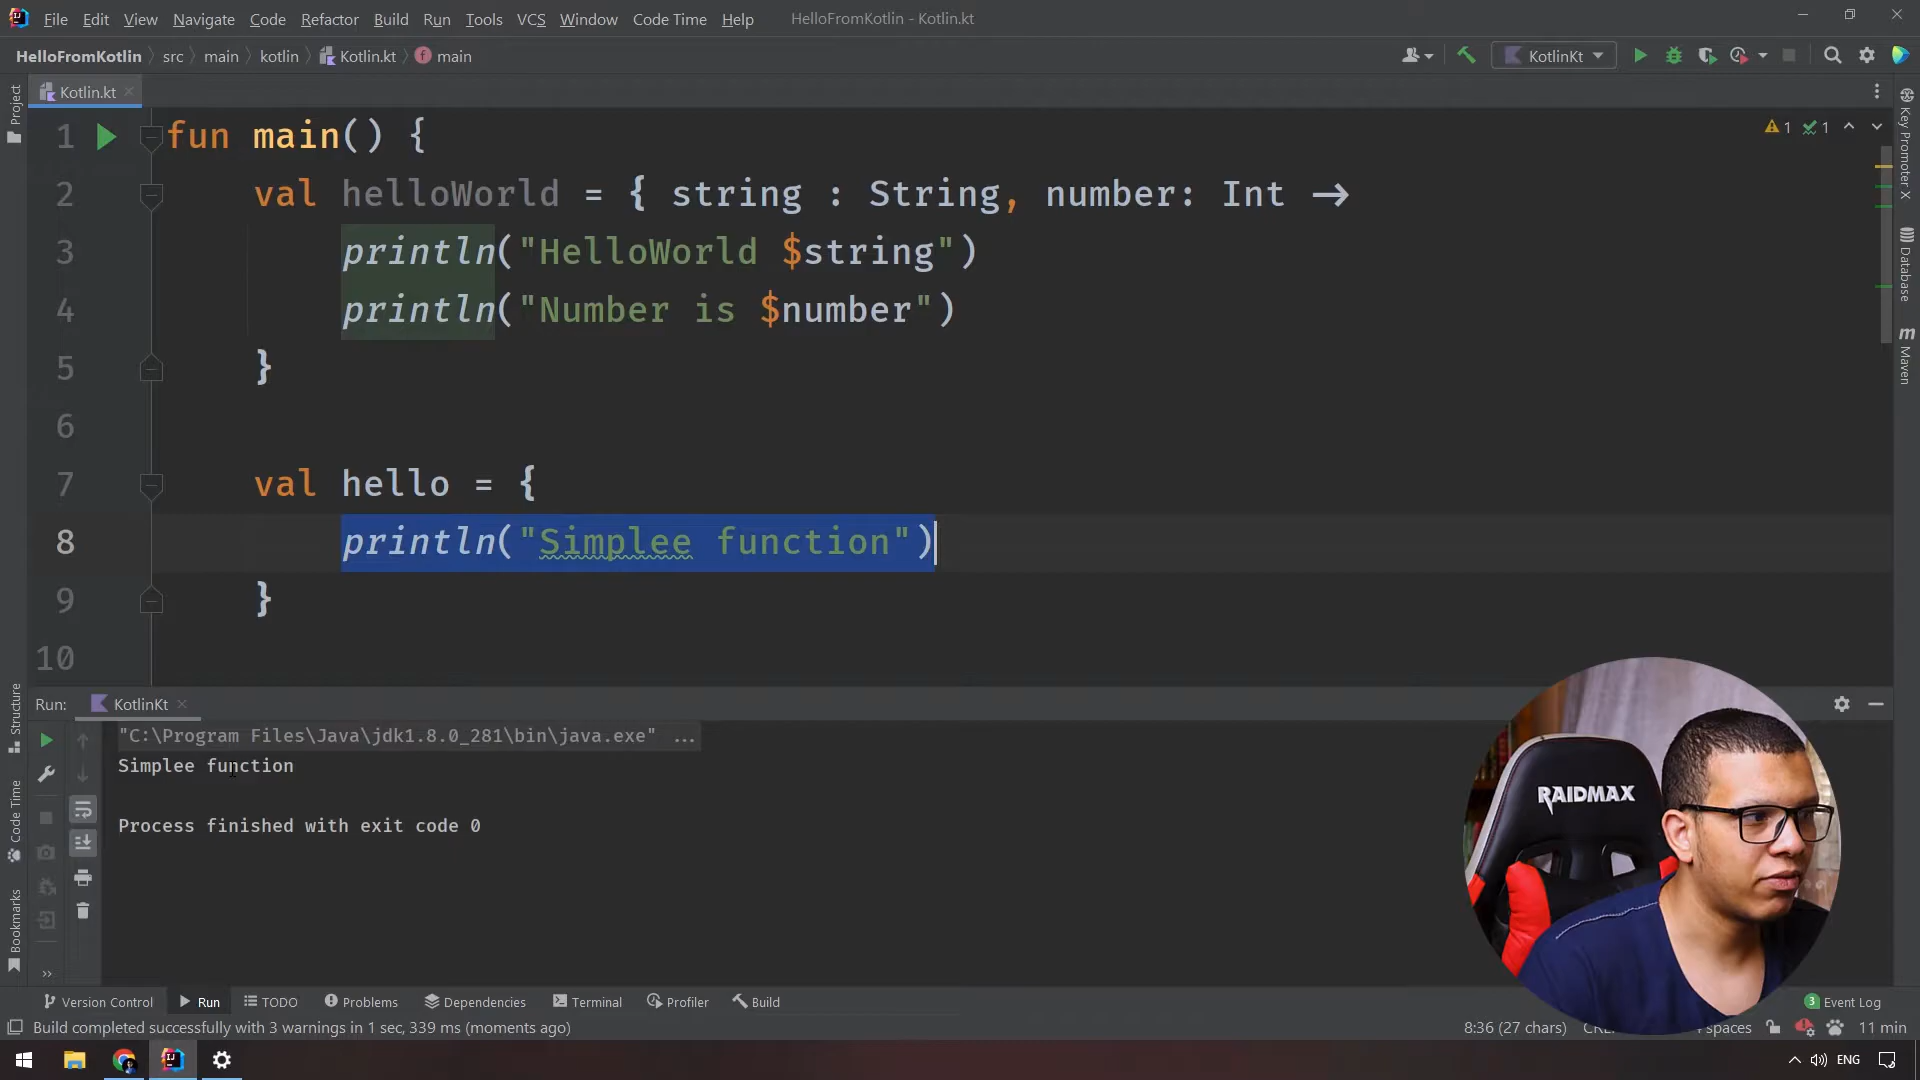 File Edit View Navigate Code Refactor Build Run Tools VCS Window Code Time Help HelloFromKotlin - Kotlin.kt
HelloFromKotlin src main kotlin Kotlin.kt main KotlinKt
Kotlin.kt
Project
1 fun main() {
1 1
2 val helloWorld = { string : String, number: Int →
3 println("HelloWorld $string")
4 println("Number is $number")
5 }
6
7 val hello = {
8 println("Simplee function")
9 }
10
Key Promoter X
Database
Maven
Structure
Code Time
Bookmarks
Run: KotlinKt
"C:\Program Files\Java\jdk1.8.0_281\bin\java.exe" ...
Simplee function
Process finished with exit code 0
RAIDMAX
Version Control Run TODO Problems Dependencies Terminal Profiler Build 3 Event Log
Build completed successfully with 3 warnings in 1 sec, 339 ms (moments ago) 8:36 (27 chars) spaces 11 min
ENG